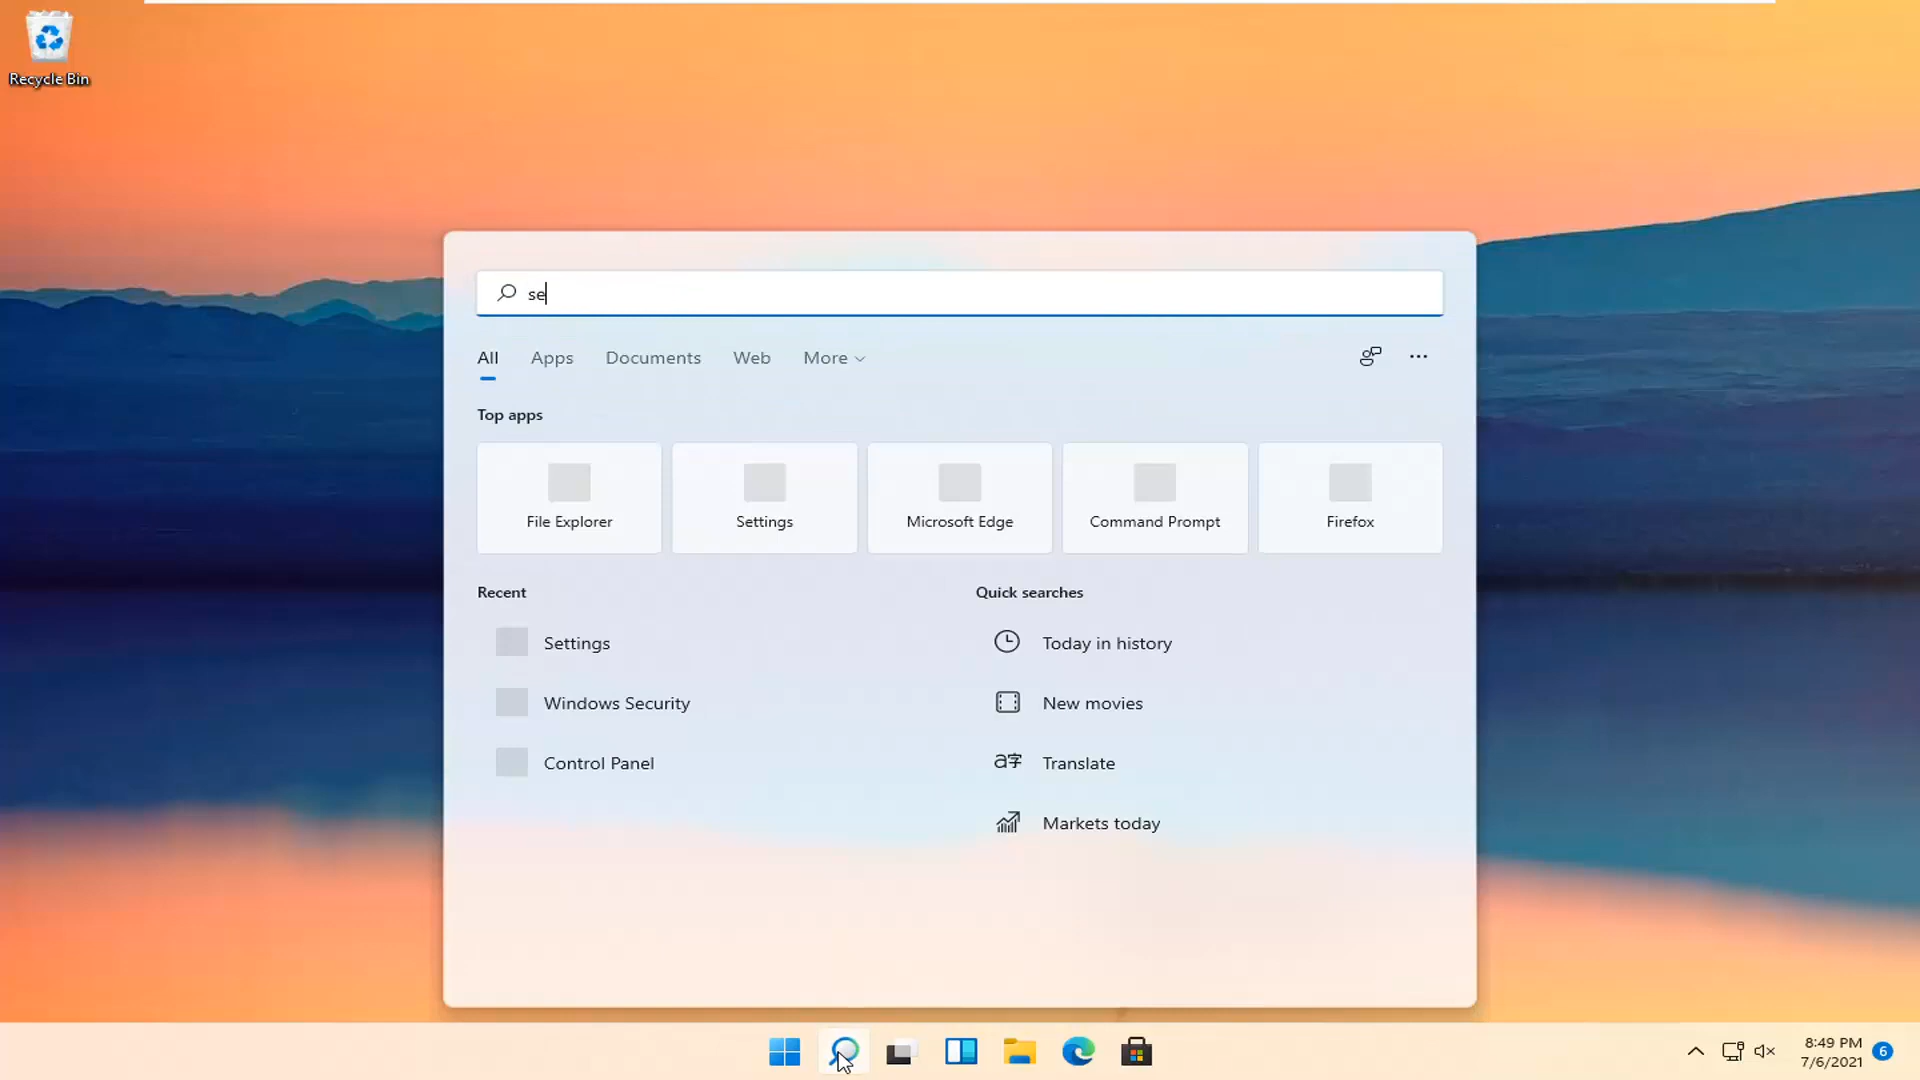 Recycle Bin
se
All Apps Documents Web More
Top apps
File Explorer Settings Microsoft Edge Command Prompt Firefox
Recent
Settings
Windows Security
Control Panel
Quick searches
Today in history
New movies
a字 Translate
Markets today
8:49 PM
7/6/2021
6